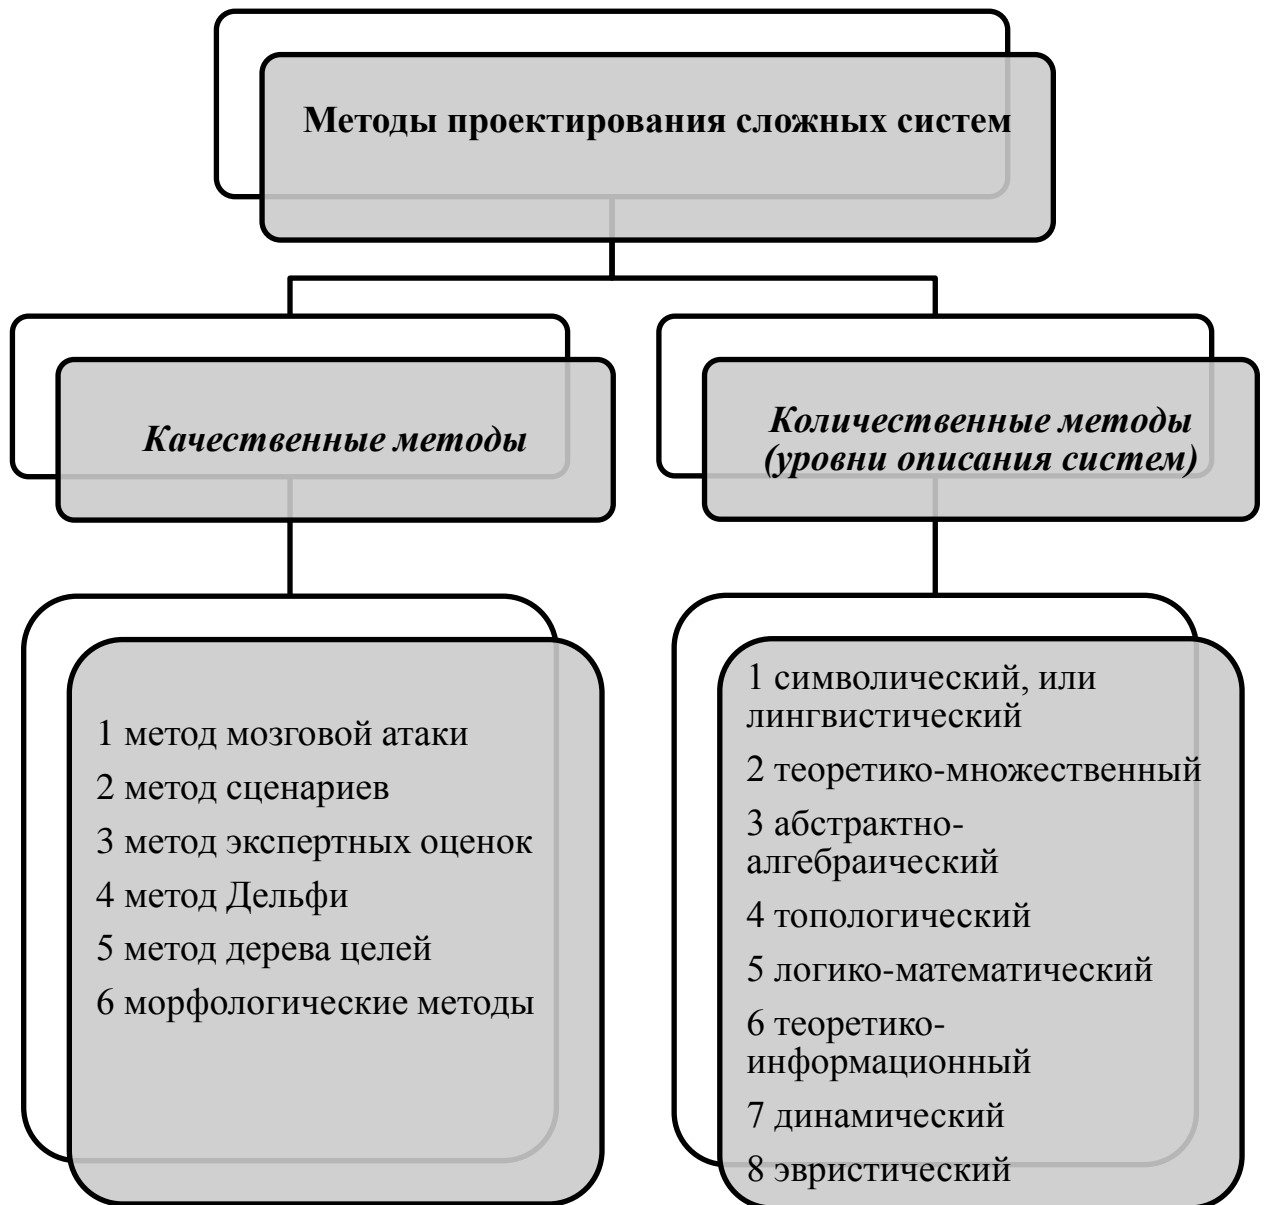 Методы проектирования сложных систем
Качественные методы
Количественные методы
(уровни описания систем)
1 метод мозговой атаки
2 метод сценариев
3 метод экспертных оценок
4 метод Дельфи
5 метод дерева целей
6 морфологические методы
1 символический, или
лингвистический
2 теоретико-множественный
3 абстрактно-
алгебраический
4 топологический
5 логико-математический
6 теоретико-
информационный
7 динамический
8 эвристический